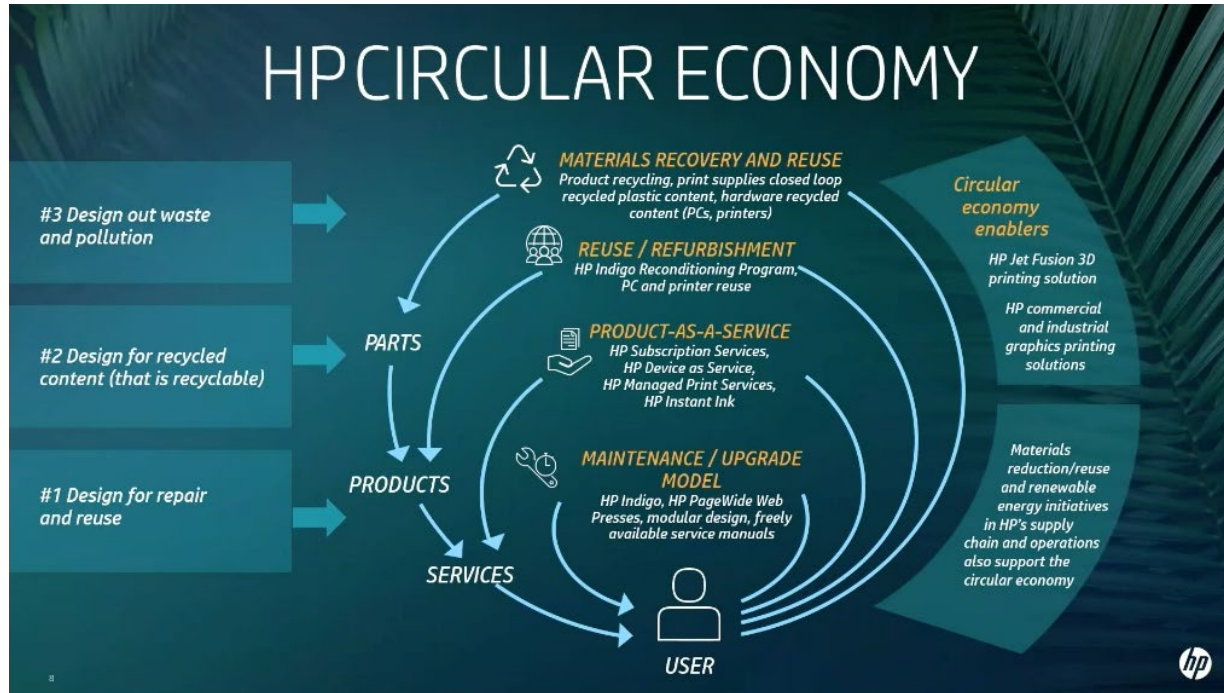 HP CIRCULAR ECONOMY
#3 Design out waste
and pollution
#2 Design for recycled
content (that is recyclable)
#1 Design for repair
and reuse
MATERIALS RECOVERY AND REUSE
Product recycling, print supplies closed loop
recycled plastic content, hardware recycled
content (PCs, printers)
REUSE / REFURBISHMENT
HP Indigo Reconditioning Program,
PC and printer reuse
PARTS
PRODUCT-AS-A-SERVICE
HP Subscription Services,
HP Device as Service,
HP Managed Print Services,
HP Instant Ink
MAINTENANCE / UPGRADE
MODEL
HP Indigo, HP PageWide Web
Presses, modular design, freely
available service manuals
PRODUCTS
SERVICES
USER
Circular
economy
enablers
HP Jet Fusion 3D
printing solution
HP commercial
and industrial
graphics printing
solutions
Materials
reduction/reuse
and renewable
energy initiatives
in HP's supply
chain and operations
also support the
circular economy
8
hp